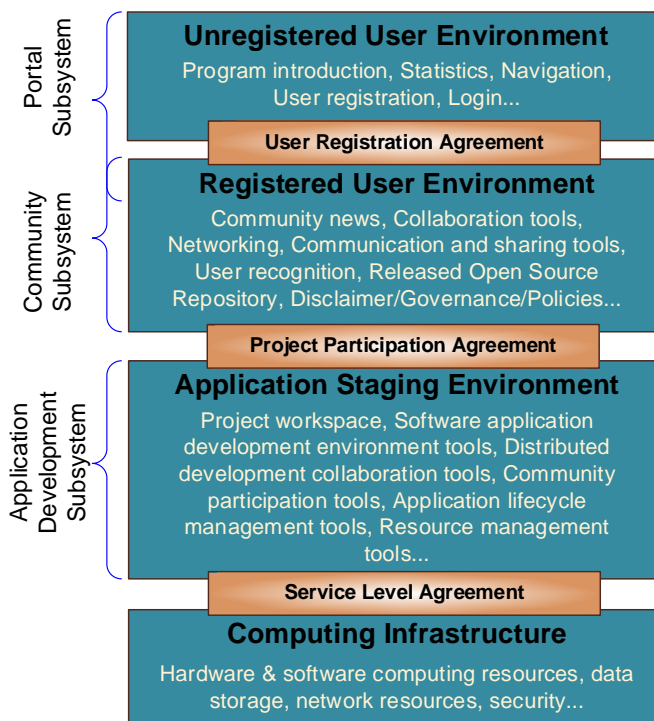 Portal
Subsystem
Unregistered User Environment
Program introduction, Statistics, Navigation,
User registration, Login...
User Registration Agreement
Community
Subsystem
Registered User Environment
Community news, Collaboration tools,
Networking, Communication and sharing tools,
User recognition, Released Open Source
Repository, Disclaimer/Governance/Policies...
Project Participation Agreement
Application
Development
Subsystem
Application Staging Environment
Project workspace, Software application
development environment tools, Distributed
development collaboration tools, Community
participation tools, Application lifecycle
management tools, Resource management
tools...
Service Level Agreement
Computing Infrastructure
Hardware & software computing resources, data
storage, network resources, security...